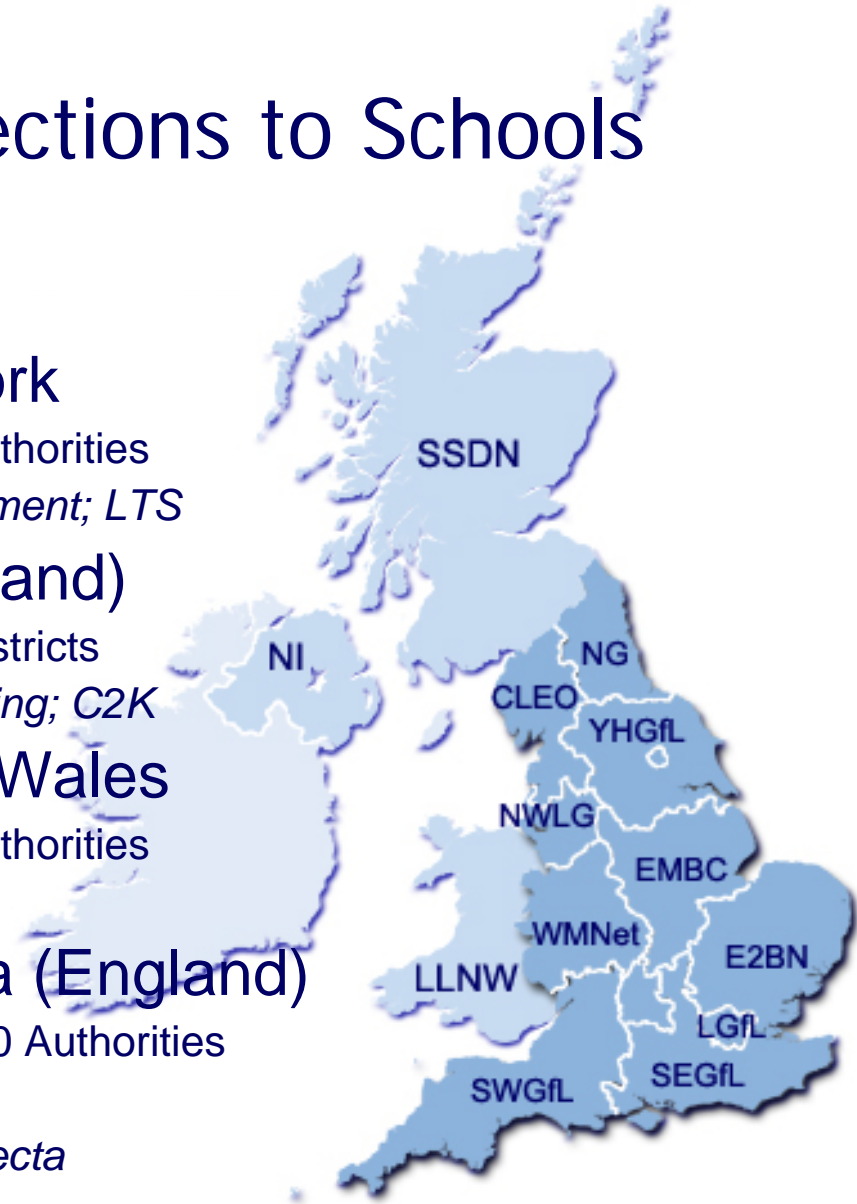 ections to Schools
ork
thorities
ment; LTS
SSDN
and)
stricts
NI
NG
ing; C2K
CLEO
YHGfL
Wales
NWLG
thorities
EMBC
WMNet
E2BN
a (England)
LLNW
LGfL
0 Authorities
SEGfL
SWGfL
ecta